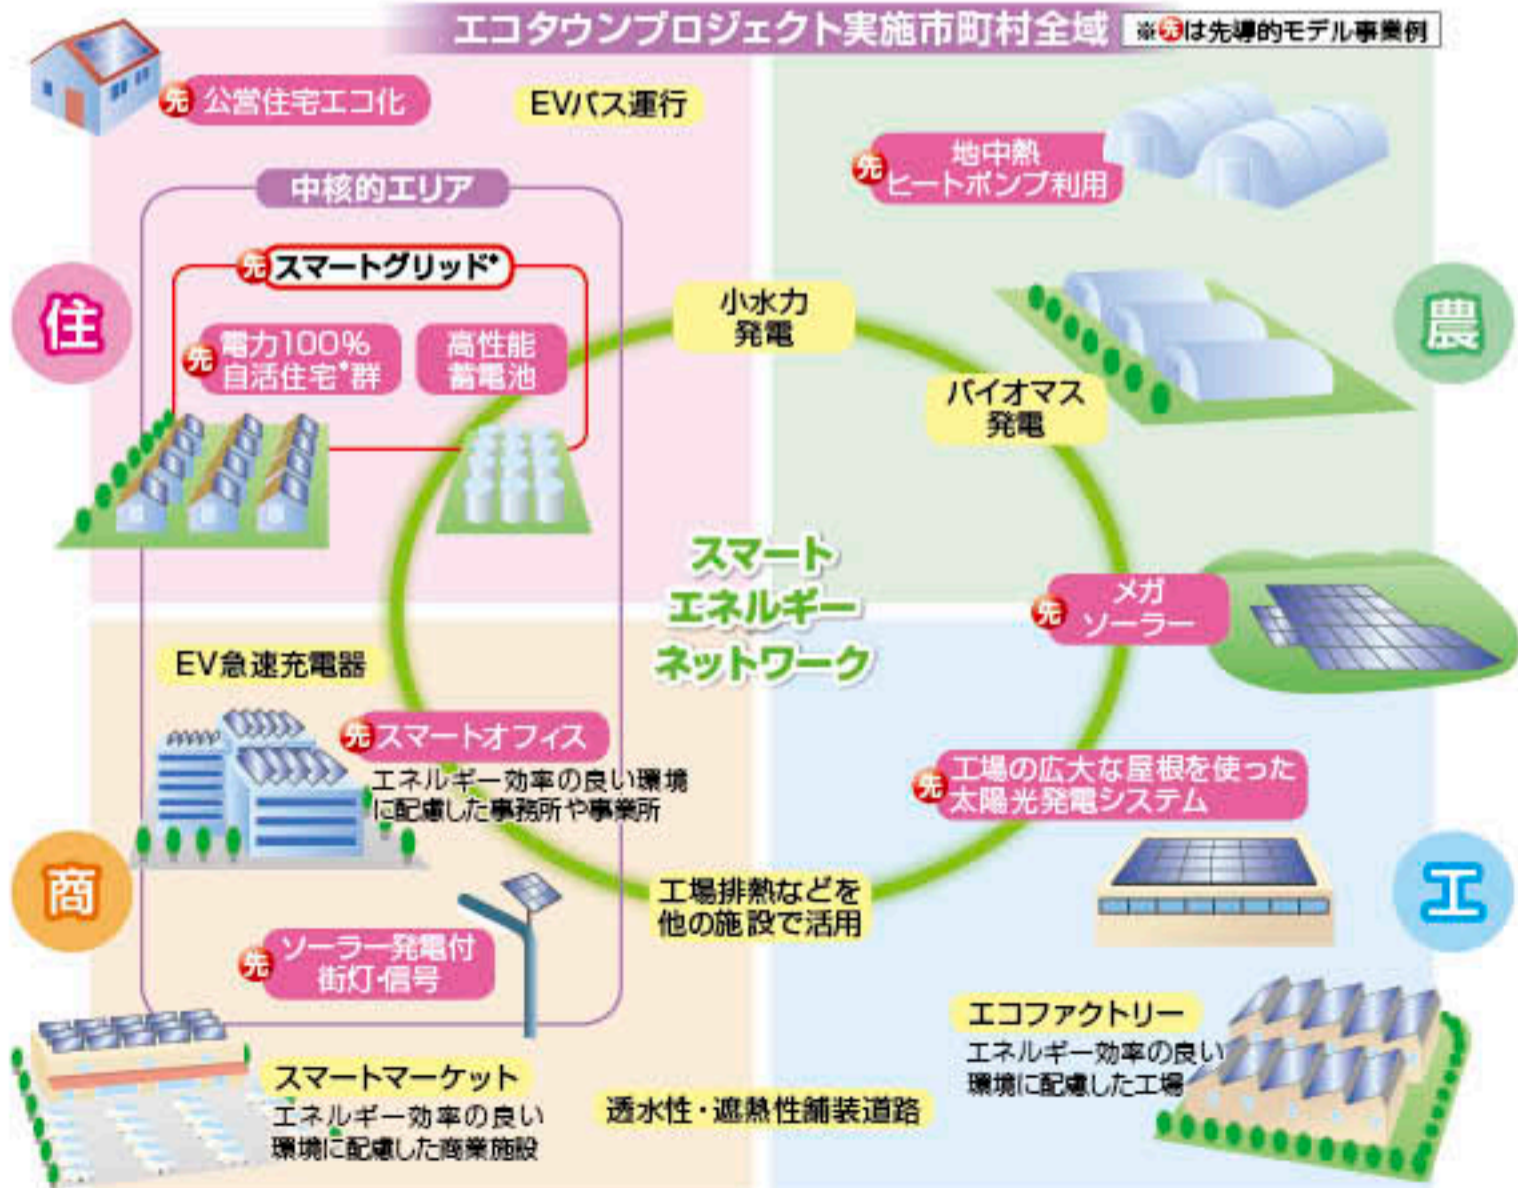 エコタウンプロジェクト実施市町村全域
※先は先導的モデル事業例
先 公営住宅エコ化
EVバス運行
中核的エリア
先 スマートグリッド*
先 電力100%
自活住宅*群
高性能
蓄電池
住
先 地中熱
ヒートポンプ利用
農
小水力
発電
バイオマス
発電
スマート
エネルギー
ネットワーク
先 メガ
ソーラー
EV急速充電器
先 スマートオフィス
エネルギー効率の良い環境
に配慮した事務所や事業所
商
先 ソーラー発電付
街灯・信号
スマートマーケット
エネルギー効率の良い
環境に配慮した商業施設
工場排熱などを
他の施設で活用
透水性・遮熱性舗装道路
先 工場の広大な屋根を使った
太陽光発電システム
工
エコファクトリー
エネルギー効率の良い
環境に配慮した工場